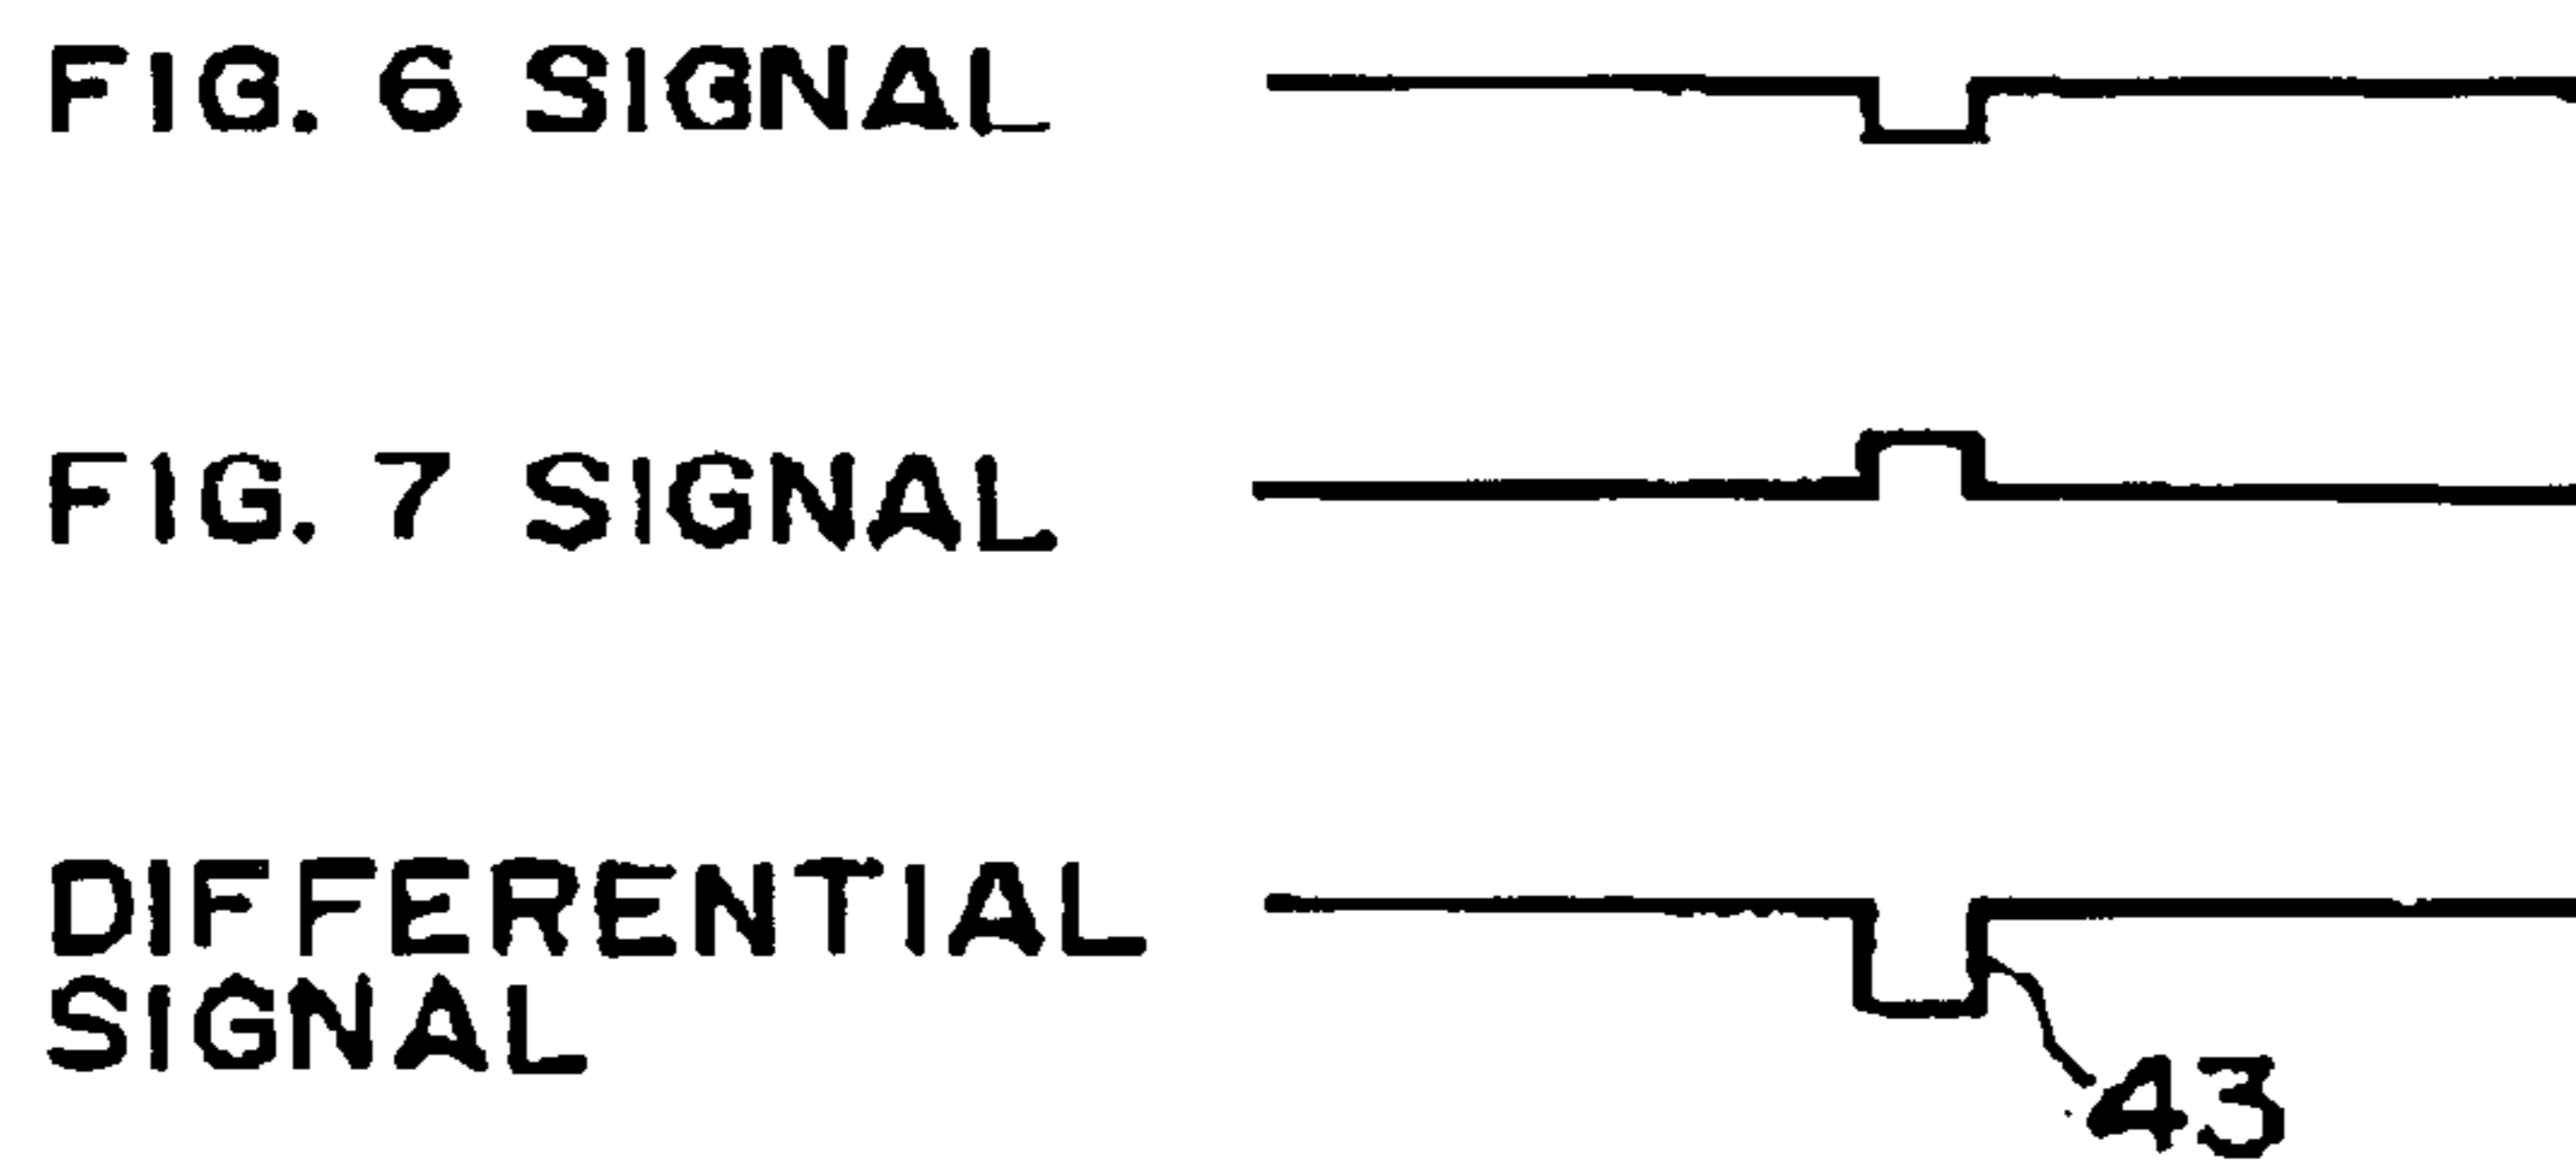 FIG. 6 SIGNAL
FIG. 7 SIGNAL
DIFFERENTIAL
SIGNAL
43